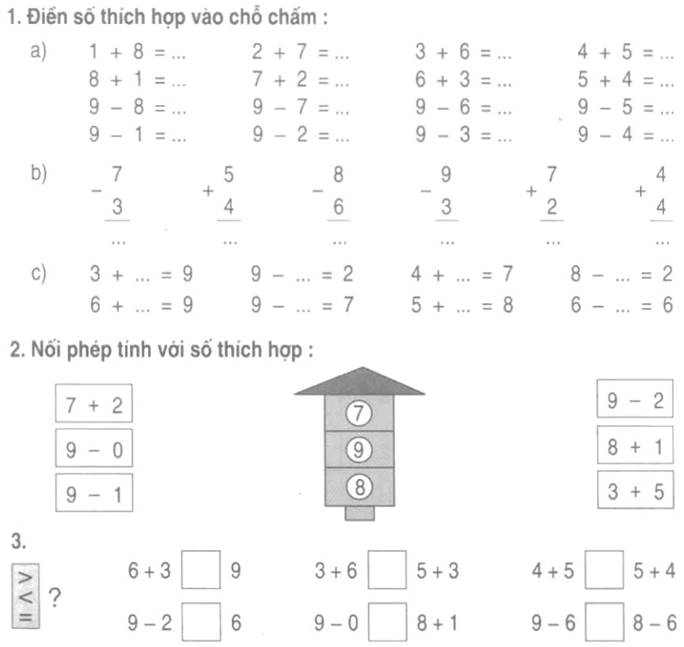 1. Điền số thích hợp vào chỗ chấm :
a) 1 + 8 = ... 2 + 7 = ... 3 + 6 = ... 4 + 5 = ...
8 + 1 = ... 7 + 2 = ... 6 + 3 = ... 5 + 4 = ...
9 - 8 = ... 9 - 7 = ... 9 - 6 = ... 9 - 5 = ...
9 - 1 = ... 9 - 2 = ... 9 - 3 = ... 9 - 4 = ...
b) 7 5 8 9 7 4
- + - - + +
3 4 6 3 2 4
... ... ... ... ... ...
c) 3 + ... = 9 9 - ... = 2 4 + ... = 7 8 - ... = 2
6 + ... = 9 9 - ... = 7 5 + ... = 8 6 - ... = 6
2. Nối phép tính với số thích hợp :
7 + 2 7 9 - 2
9 - 0 9 8 + 1
9 - 1 8 3 + 5
3.
> < = ?
6 + 3 9 3 + 6 5 + 3 4 + 5 5 + 4
9 - 2 6 9 - 0 8 + 1 9 - 6 8 - 6